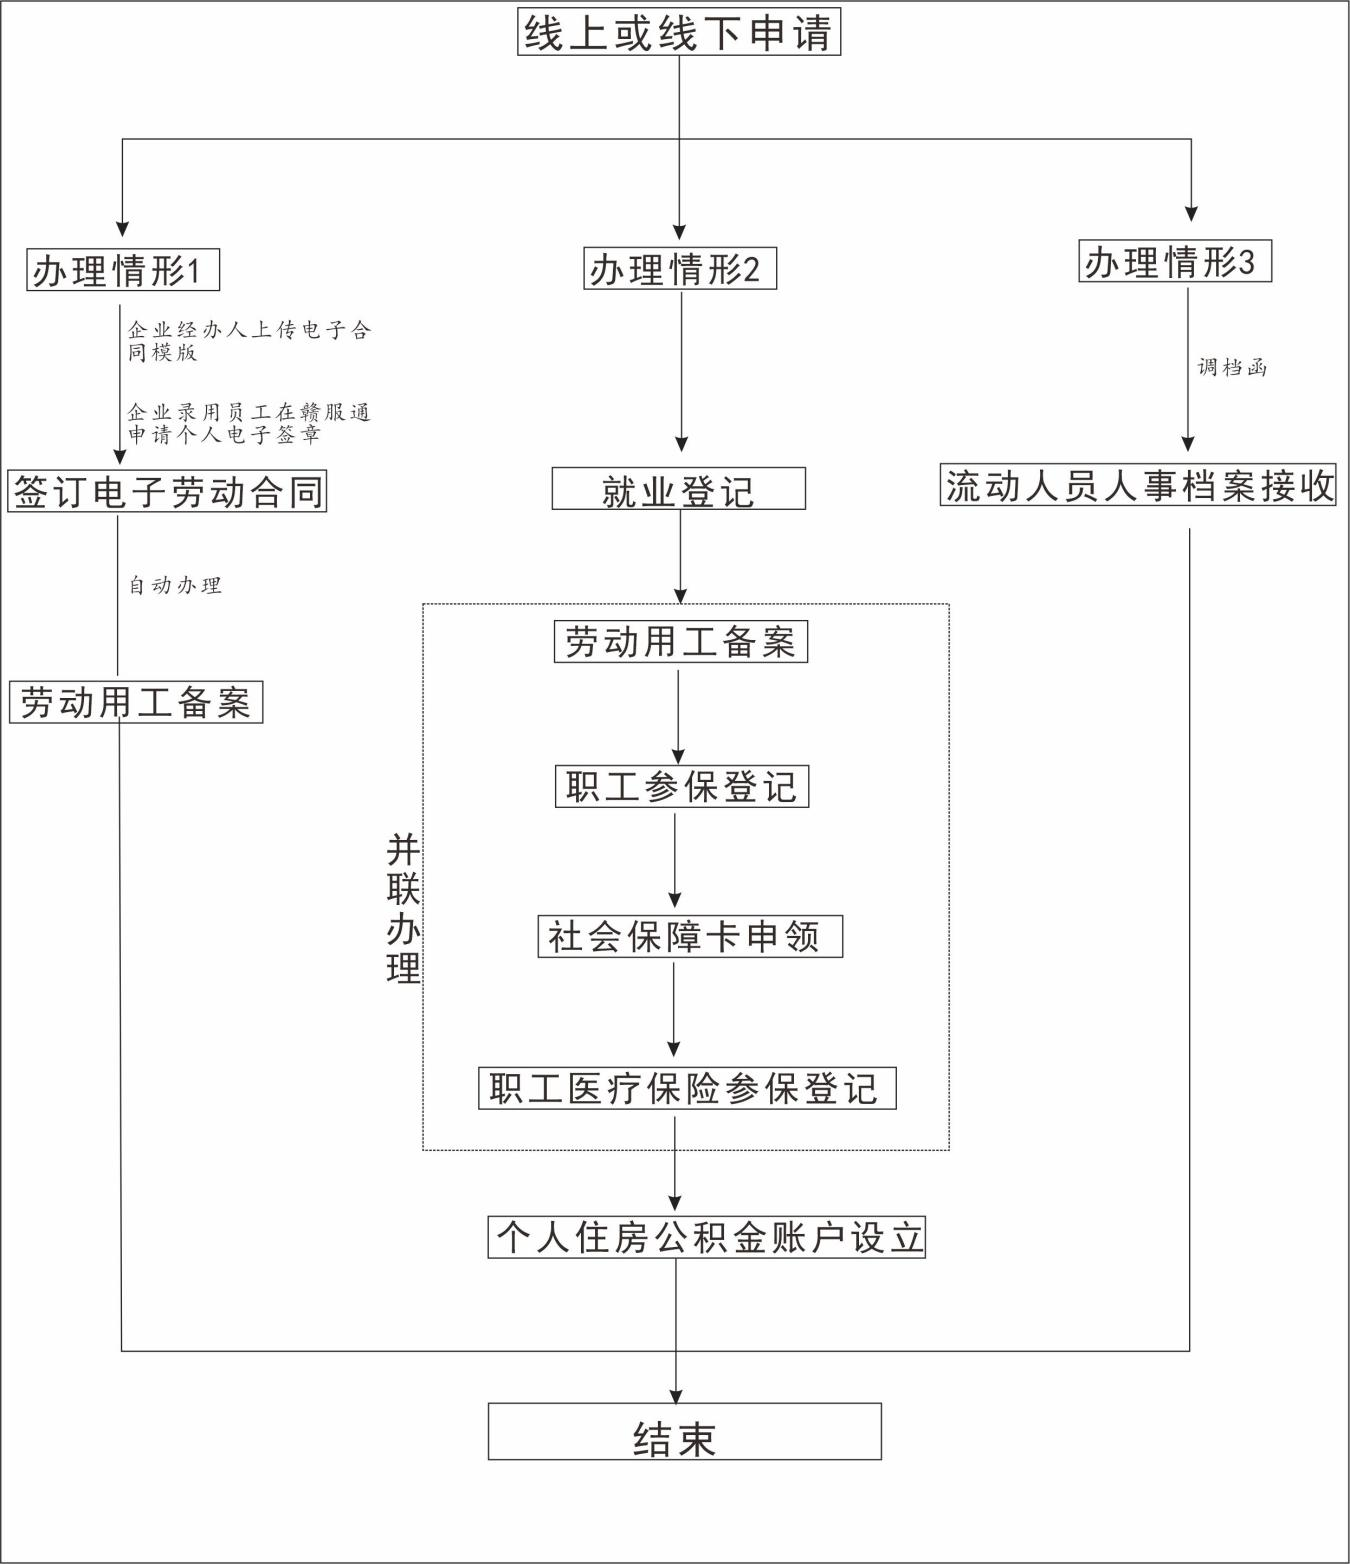 线上或线下申请
办理情形1
办理情形2
办理情形3
企业经办人上传电子合
同模版
调档函
企业录用员工在赣服通
申请个人电子签章
签订电子劳动合同
就业登记
流动人员人事档案接收
自动办理
劳动用工备案
劳动用工备案
职工参保登记
并联办理
社会保障卡申领
职工医疗保险参保登记
个人住房公积金账户设立
结束